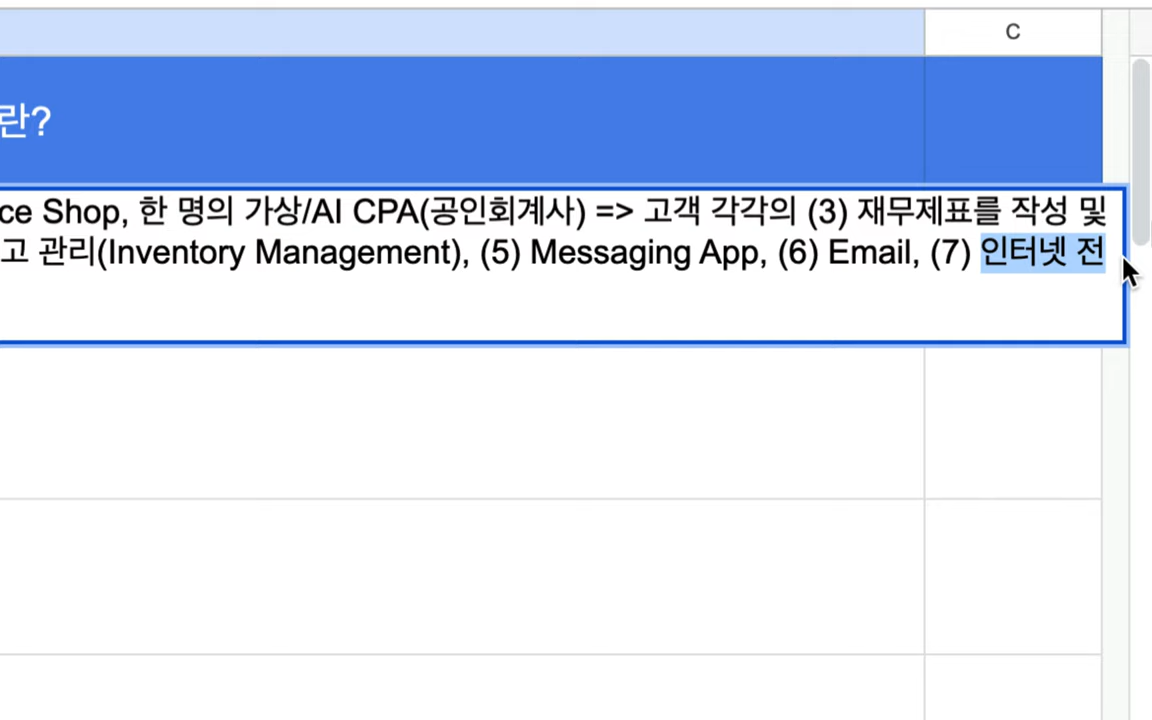 C
란?
ce Shop, 한 명의 가상/AI CPA(공인회계사) => 고객 각각의 (3) 재무제표를 작성 및
고 관리(Inventory Management), (5) Messaging App, (6) Email, (7) 인터넷 전